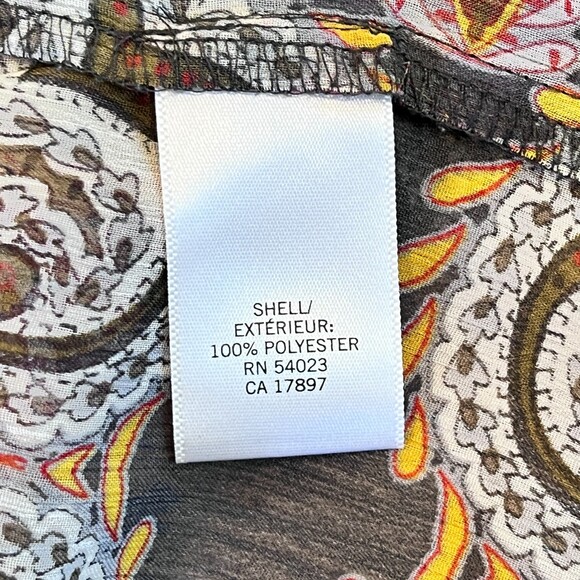 SHELL/
EXTÉRIEUR:
100% POLYESTER
RN 54023
CA 17897